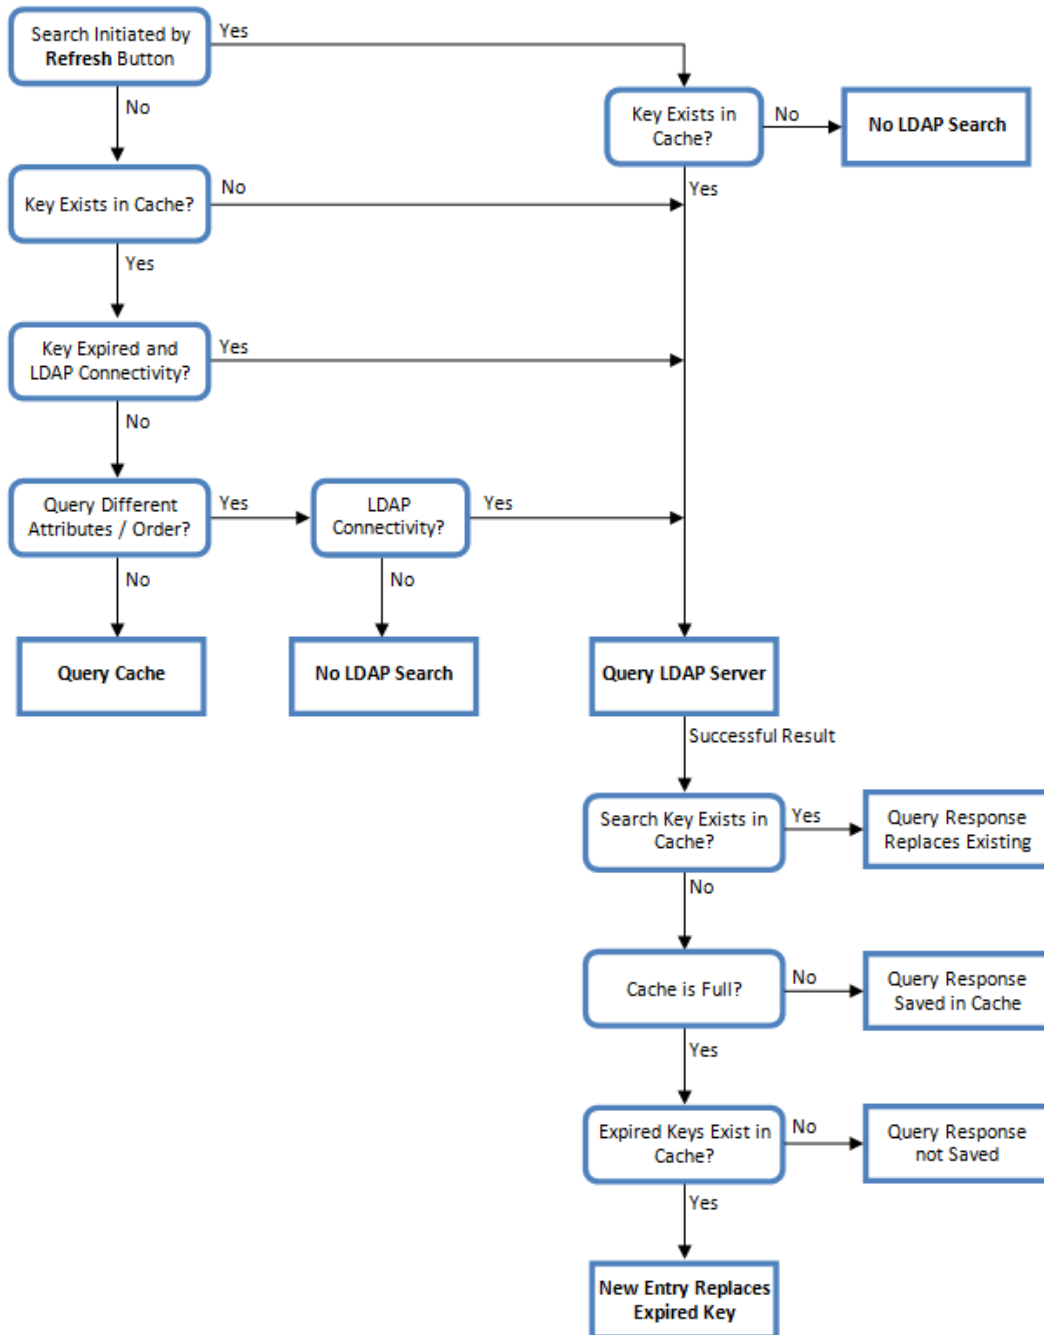 Search Initiated by
Refresh Button
Yes
No
Key Exists in
Cache?
No
No LDAP Search
Yes
Key Exists in Cache?
No
Yes
Key Expired and
LDAP Connectivity?
Yes
No
Query Different
Attributes / Order?
Yes
LDAP
Connectivity?
Yes
No
No
Query Cache
No LDAP Search
Query LDAP Server
Successful Result
Search Key Exists in
Cache?
Yes
Query Response
Replaces Existing
No
Cache is Full?
No
Query Response
Saved in Cache
Yes
Expired Keys Exist in
Cache?
No
Query Response
not Saved
Yes
New Entry Replaces
Expired Key